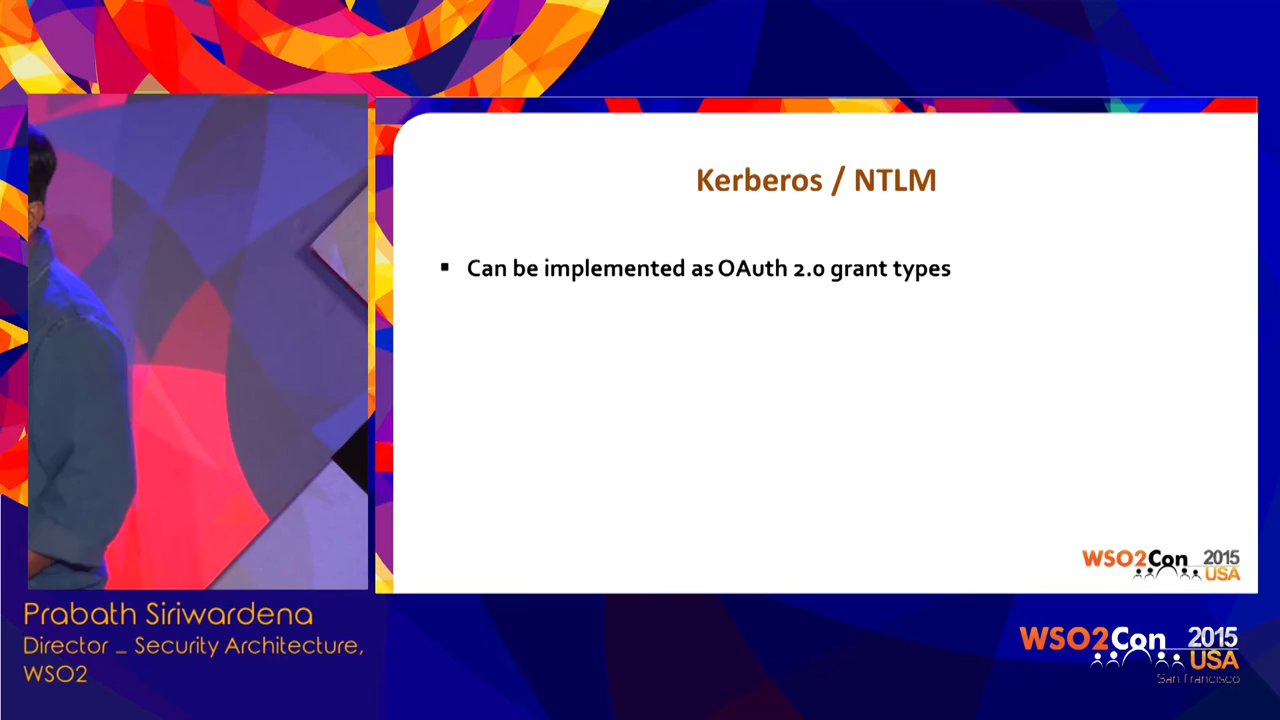 Kerberos / NTLM
▪ Can be implemented as OAuth 2.0 grant types
WSO2Con 2015
USA
Prabath Siriwardena
Director _ Security Architecture,
WSO2
WSO2Con 2015
USA
San Francisco